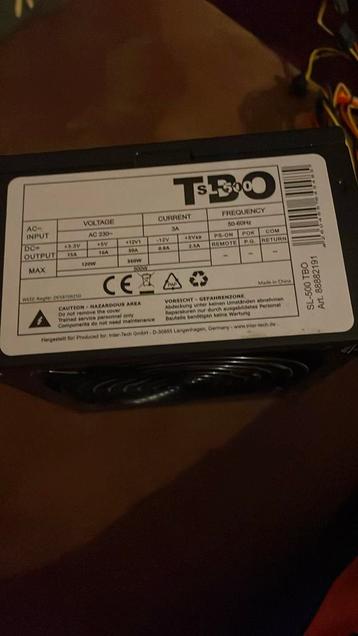 TBO
SL-500
AC~ INPUT VOLTAGE CURRENT FREQUENCY
AC 230~ 3A 50-60Hz
DC= OUTPUT +3.3V +5V +12V1 -12V +5Vsb PS-ON POK COM
15A 16A 30A 0.8A 2.5A REMOTE P.G. RETURN
MAX 120W 360W – – –
500W
Made in China
WEEE-RegNr.
CAUTION - HAZARDOUS AREA
Do not remove the cover
Trained service personnel only
Components do not need maintenance
VORSICHT - GEFAHRENZONE
Abdeckung unter keinen Umständen abnehmen
Reparaturen nur durch geschultes Personal
Bauteile benötigen keine Wartung
Hergestellt für/ Produced for: Inter-Tech GmbH - D-30855 Langenhagen, Germany - www.inter-tech.de
SL-500 TBO
Art. 88882191